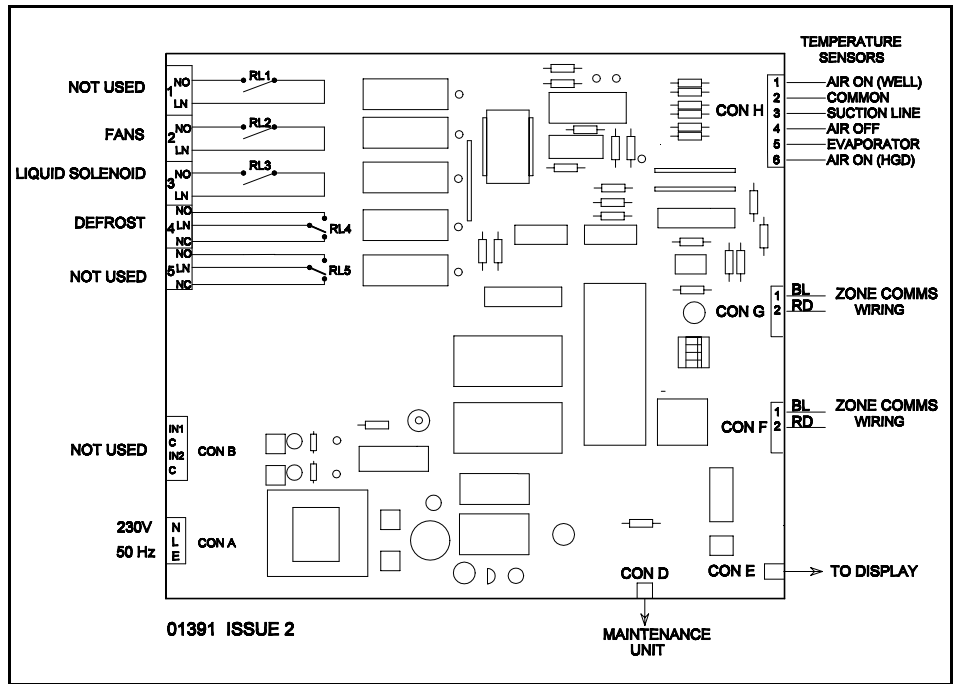 TEMPERATURE
SENSORS
NOT USED
1
NO
LN
RL1
FANS
2
NO
LN
RL2
LIQUID SOLENOID
3
NO
LN
RL3
DEFROST
4
NO
LN
NC
RL4
NOT USED
5
NO
LN
NC
RL5
CON H
1 AIR ON (WELL)
2 COMMON
3 SUCTION LINE
4 AIR OFF
5 EVAPORATOR
6 AIR ON (HGD)
CON G
1 BL
2 RD
ZONE COMMS
WIRING
CON F
1 BL
2 RD
ZONE COMMS
WIRING
NOT USED
IN1
C
IN2
C
CON B
230V
50 Hz
N
L
E
CON A
CON D
CON E
TO DISPLAY
MAINTENANCE
UNIT
01391 ISSUE 2